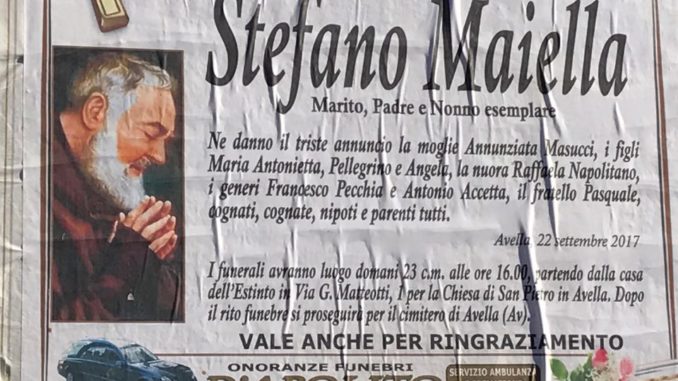 Stefano Maiella
Marito, Padre e Nonno esemplare
Ne danno il triste annuncio la moglie Annunziata Masucci, i figli
Maria Antonietta, Pellegrino e Angela, la nuora Raffaela Napolitano,
i generi Francesco Pecchia e Antonio Accetta, il fratello Pasquale,
cognati, cognate, nipoti e parenti tutti.
Avella 22 settembre 2017
I funerali avranno luogo domani 23 c.m. alle ore 16.00, partendo dalla casa
dell'Estinto in Via G. Matteotti, 1 per la Chiesa di San Pietro in Avella. Dopo
il rito funebre si proseguirà per il cimitero di Avella (Av).
VALE ANCHE PER RINGRAZIAMENTO
ONORANZE FUNEBRI
SERVIZIO AMBULANZA